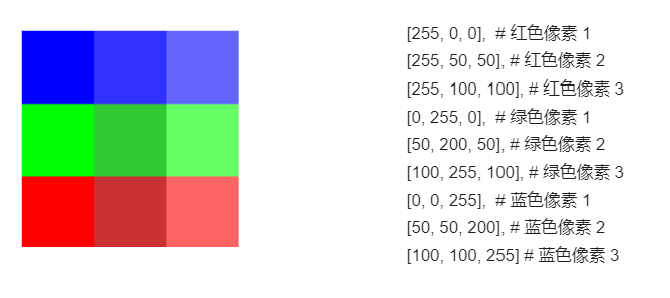 [255, 0, 0],  # 红色像素 1
[255, 50, 50], # 红色像素 2
[255, 100, 100], # 红色像素 3
[0, 255, 0],  # 绿色像素 1
[50, 200, 50], # 绿色像素 2
[100, 255, 100], # 绿色像素 3
[0, 0, 255],  # 蓝色像素 1
[50, 50, 200], # 蓝色像素 2
[100, 100, 255] # 蓝色像素 3